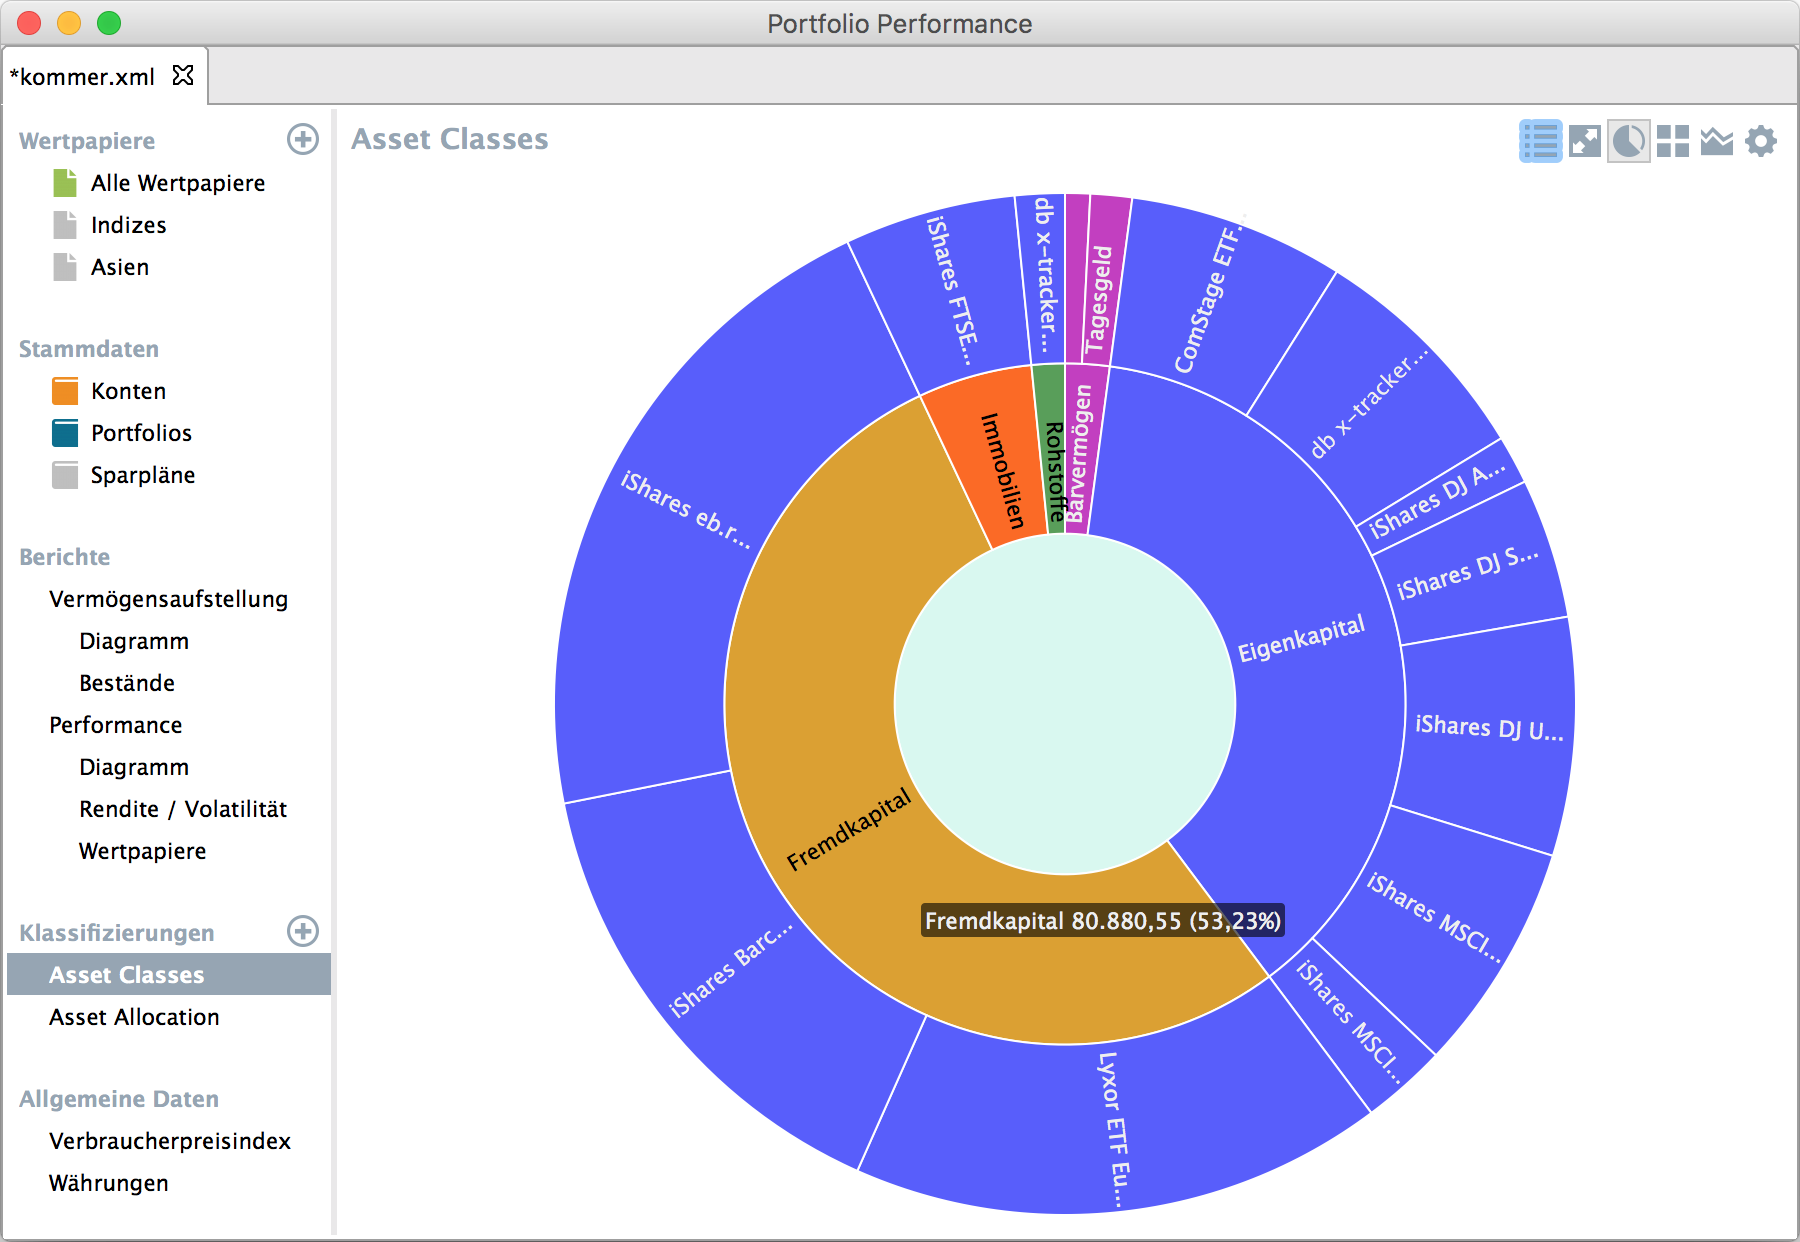 Portfolio Performance
*kommer.xml
Wertpapiere
Alle Wertpapiere
Indizes
Asien
Stammdaten
Konten
Portfolios
Sparpläne
Berichte
Vermögensaufstellung
Diagramm
Bestände
Performance
Diagramm
Rendite / Volatilität
Wertpapiere
Klassifizierungen
Asset Classes
Asset Allocation
Allgemeine Daten
Verbraucherpreisindex
Währungen
Asset Classes
iShares FTSE...
db x-tracker...
Tagesgeld
ComStage ETF...
db x-tracker...
iShares DJ A...
iShares DJ S...
iShares DJ U...
iShares MSCI...
iShares MSCI...
Lyxor ETF Eu...
iShares Barc...
iShares eb.r...
Immobilien
Rohstoffe
Barvermögen
Eigenkapital
Fremdkapital
Fremdkapital 80.880,55 (53,23%)